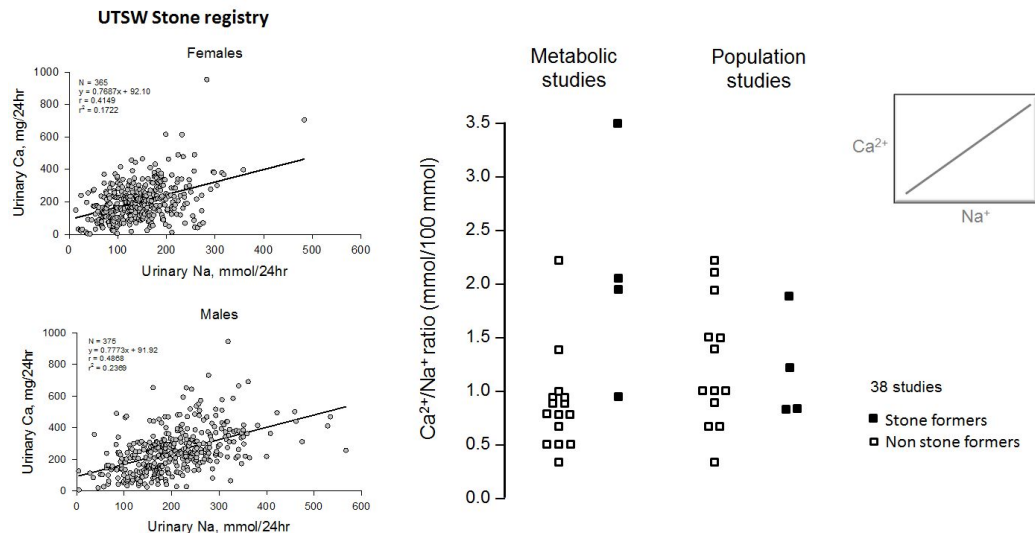 UTSW Stone registry
Females
N = 365
y = 0.7687x + 92.10
r = 0.4149
r² = 0.1722
Urinary Ca, mg/24hr
1000
800
600
400
200
0
0 100 200 300 400 500 600
Urinary Na, mmol/24hr
Males
N = 375
y = 0.7773x + 91.92
r = 0.4868
r² = 0.2369
Urinary Ca, mg/24hr
1000
800
600
400
200
0
0 100 200 300 400 500 600
Urinary Na, mmol/24hr
Metabolic
studies
Population
studies
Ca²⁺/Na⁺ ratio (mmol/100 mmol)
3.5
3.0
2.5
2.0
1.5
1.0
0.5
0.0
Ca²⁺
Na⁺
38 studies
Stone formers
Non stone formers